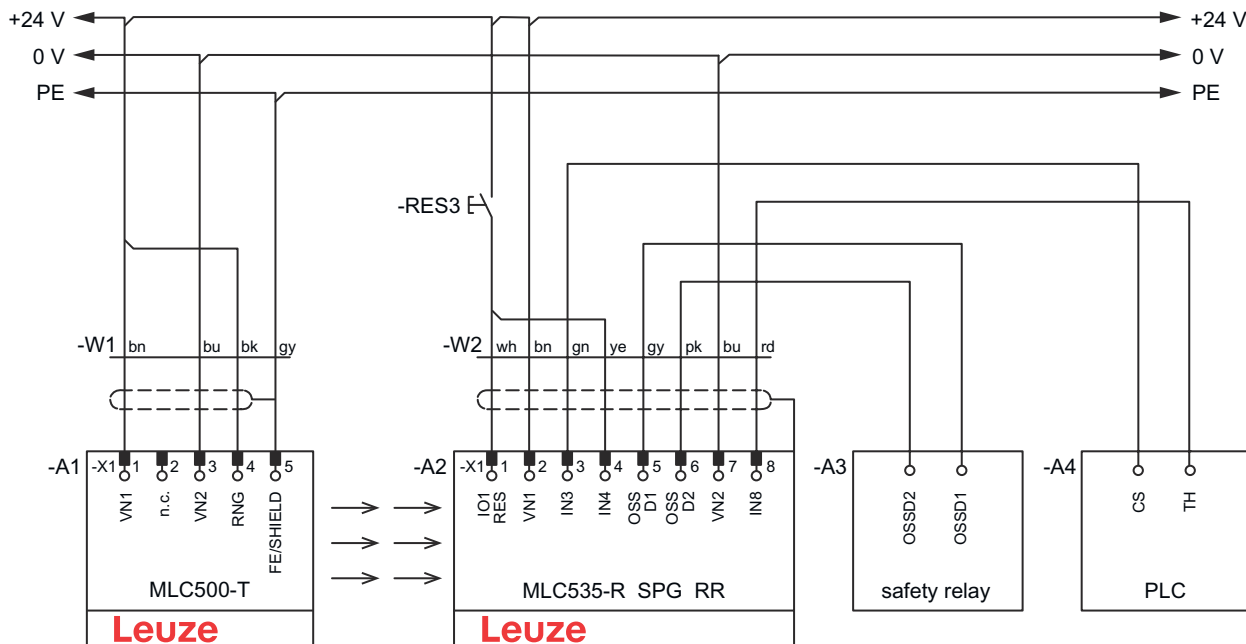 +24 V +24 V
0 V 0 V
PE PE
-RES3
-W1 bn bu bk gy
-W2 wh bn gn ye gy pk bu rd
-A1 -X1 1 2 3 4 5
-A2 -X1 1 2 3 4 5 6 7 8
-A3
-A4
VN1 n.c. VN2 RNG FE/SHIELD
IO1 RES VN1 IN3 IN4 OSS D1 OSS D2 VN2 IN8
OSSD2 OSSD1
CS TH
MLC500-T
MLC535-R SPG RR
safety relay
PLC
Leuze
Leuze